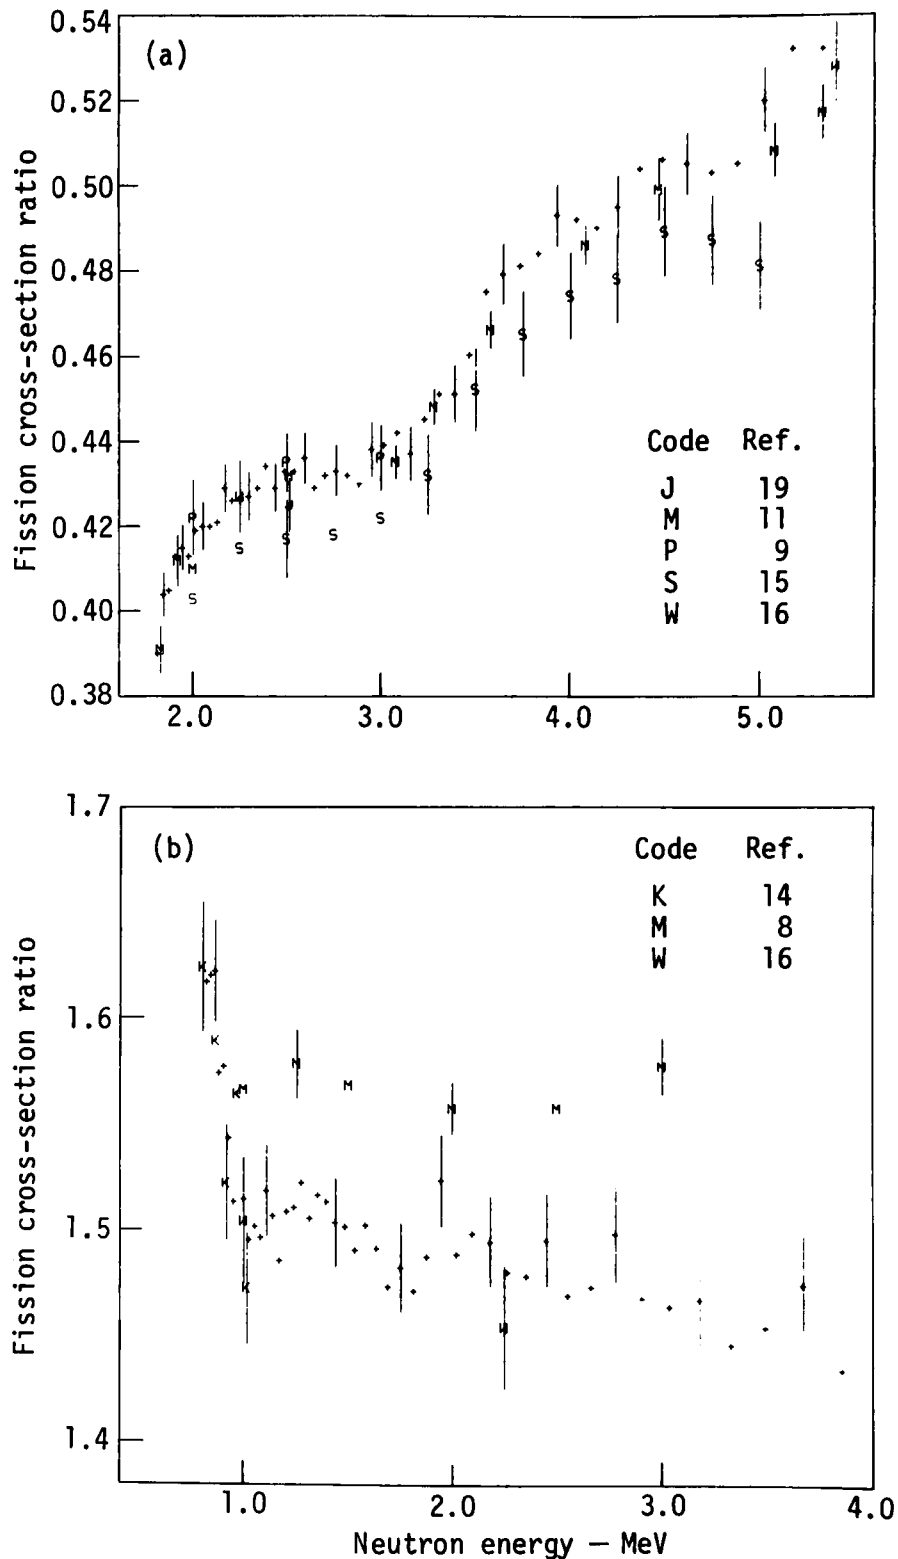 0.54
(a)
0.52
0.50
0.48
0.46
0.44
0.42
0.40
0.38
Fission cross-section ratio
Code Ref.
J 19
M 11
P 9
S 15
W 16
2.0 3.0 4.0 5.0
1.7
(b)
1.6
1.5
1.4
Fission cross-section ratio
Code Ref.
K 14
M 8
W 16
1.0 2.0 3.0 4.0
Neutron energy — MeV